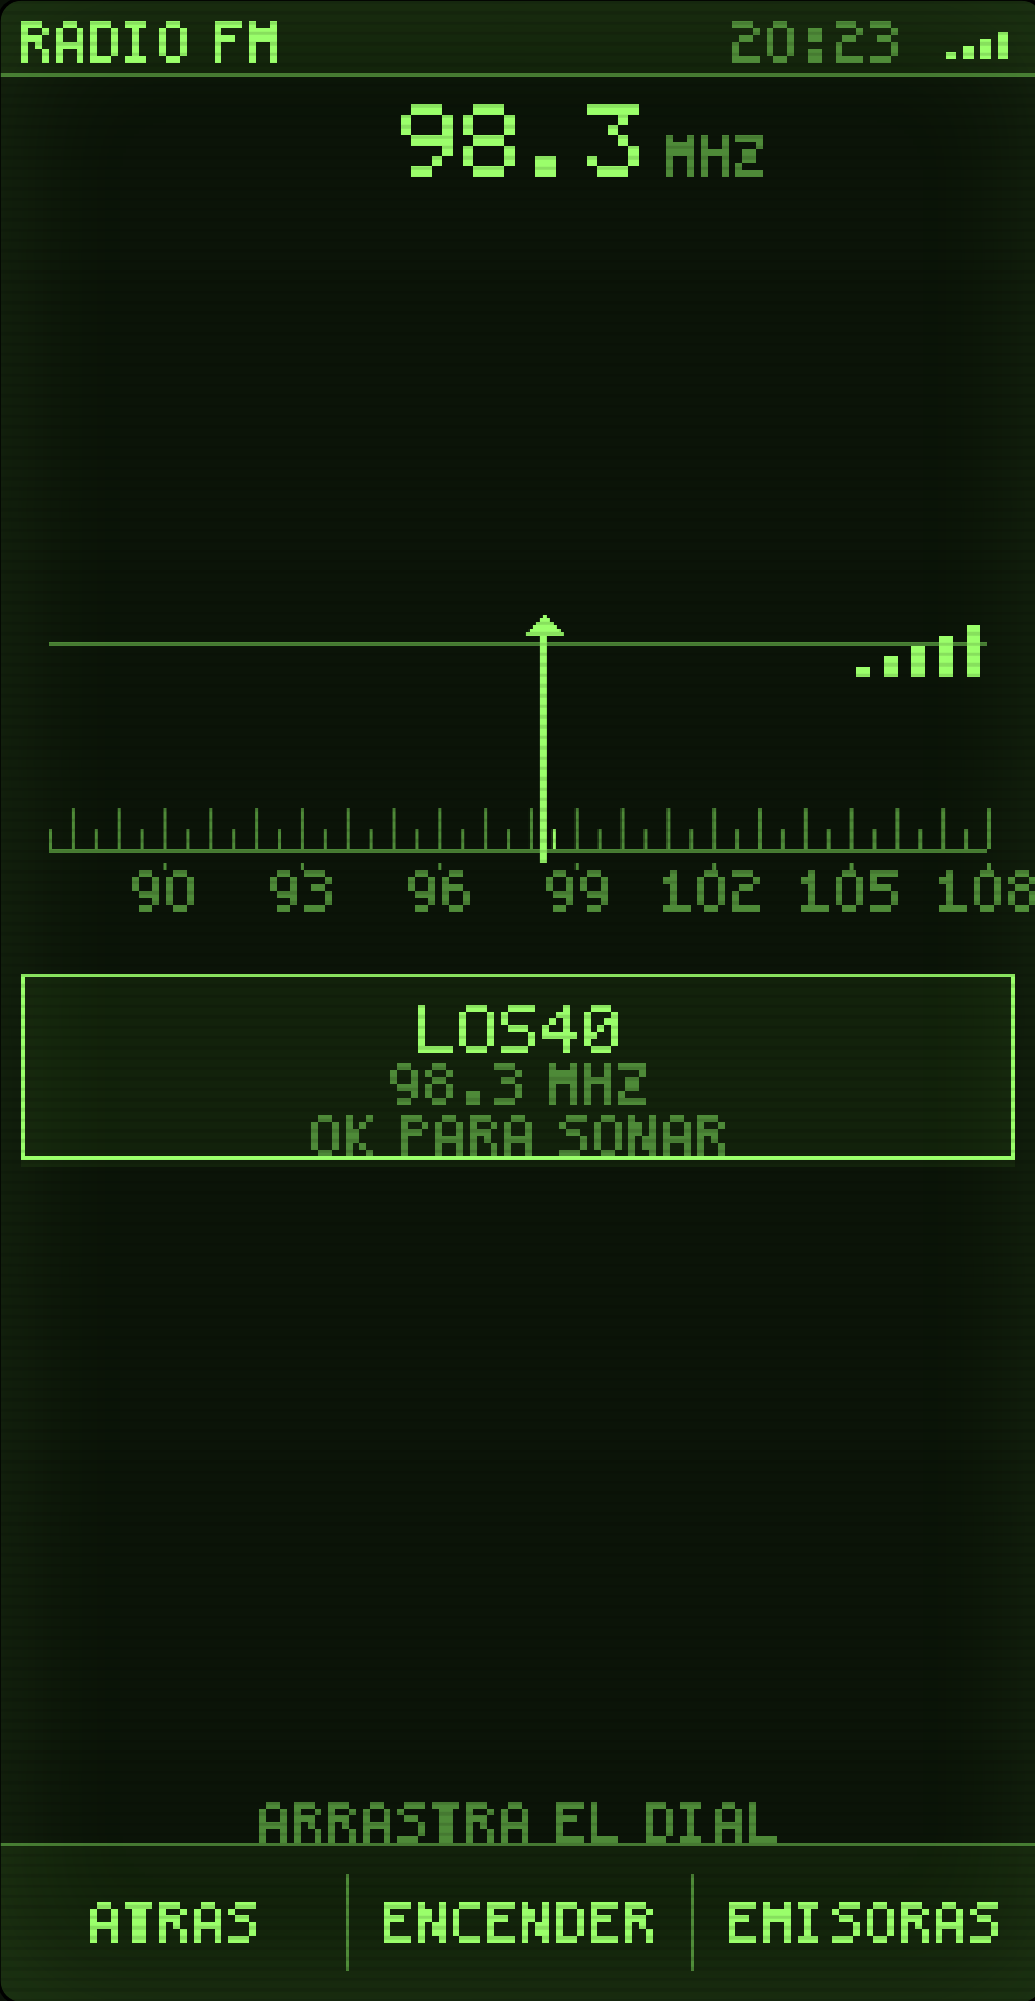 RADIO FM 20:23
98.3 MHZ
90 93 96 99 102 105 108
LOS40
98.3 MHZ
OK PARA SONAR
ARRASTRA EL DIAL
ATRAS ENCENDER EMISORAS